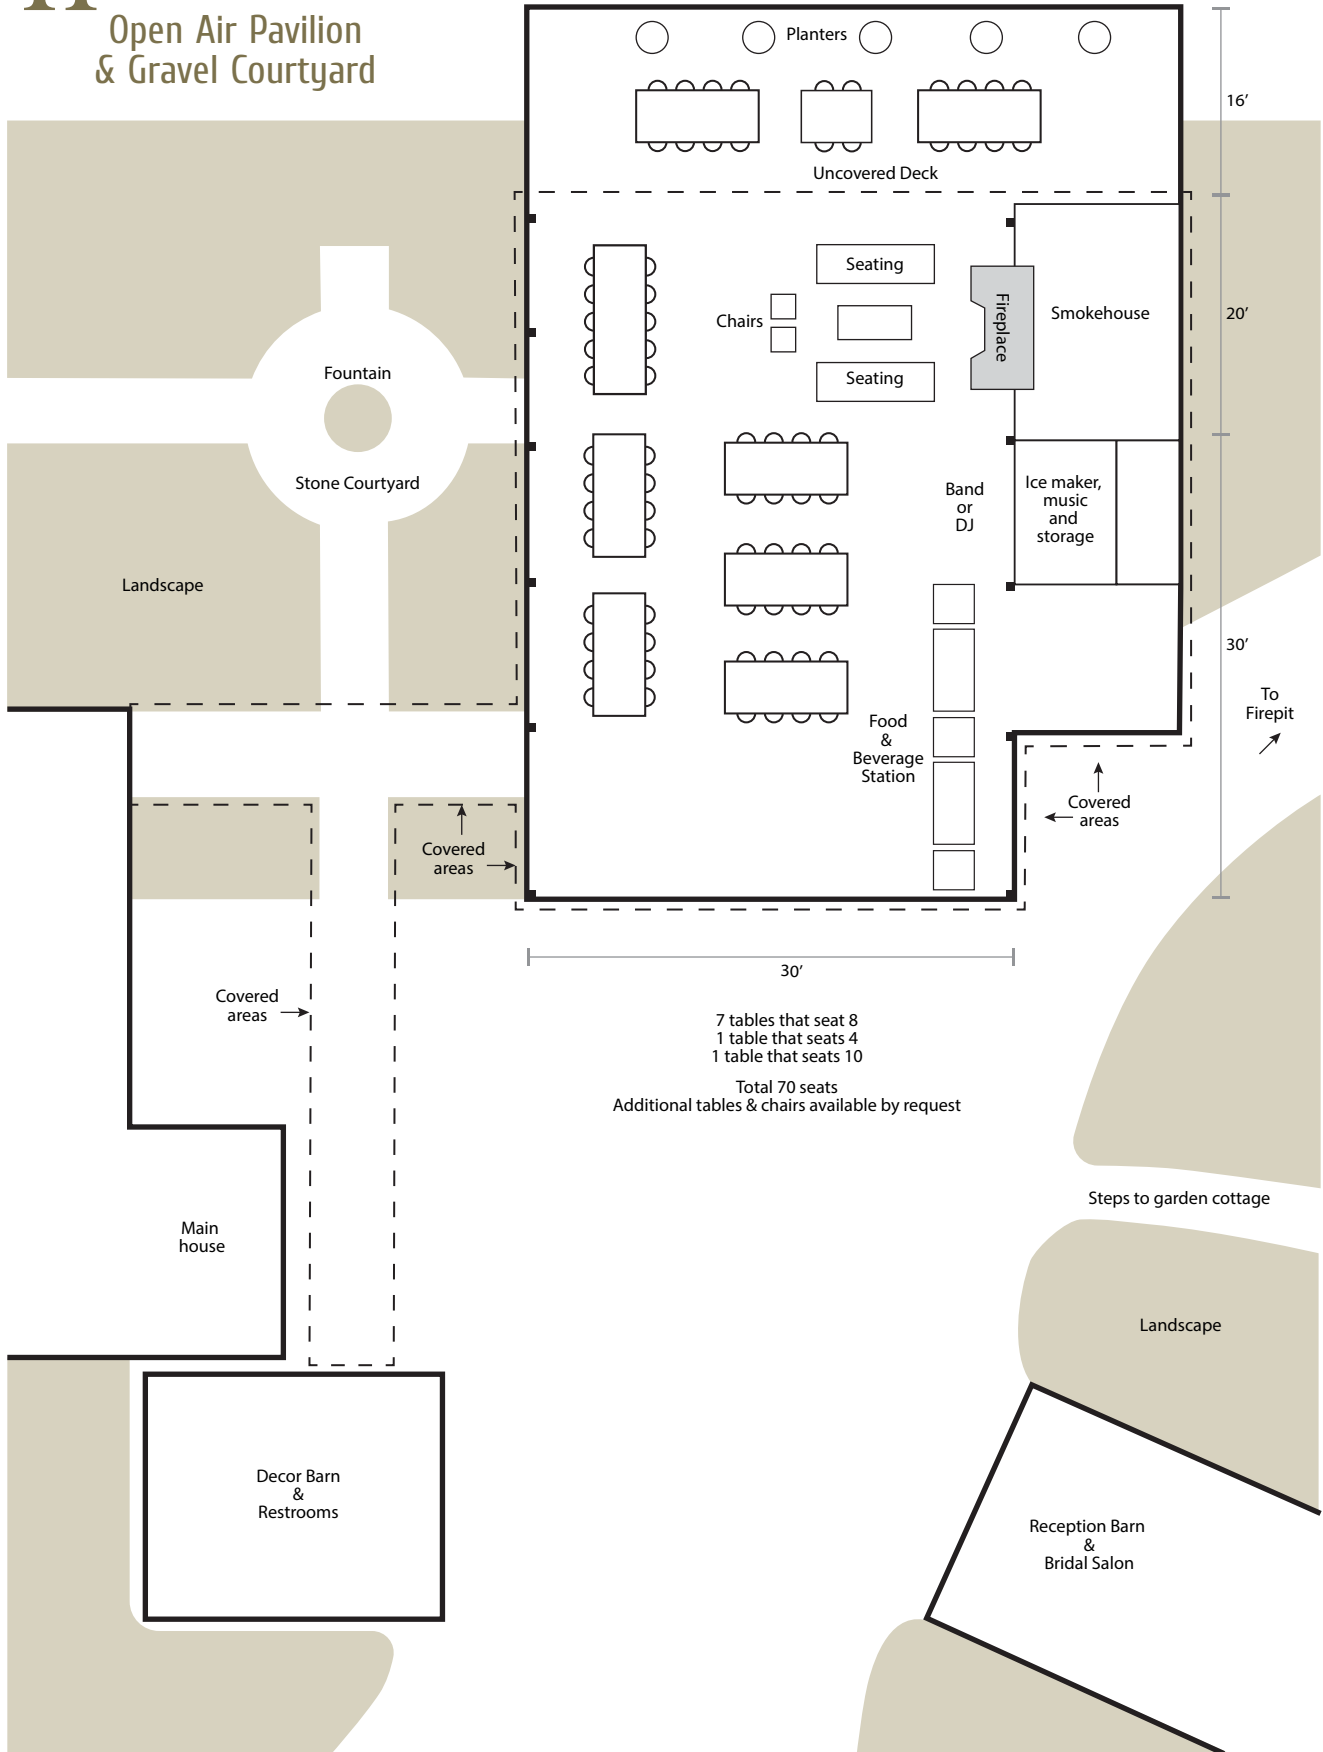 Open Air Pavilion
& Gravel Courtyard
Planters
16’
Uncovered Deck
Seating
Chairs
Fireplace
Smokehouse
20’
Seating
Fountain
Stone Courtyard
Band
or
DJ
Ice maker,
music
and
storage
Landscape
30’
To
Firepit
Food
&
Beverage
Station
Covered
areas
Covered
areas
30’
Covered
areas
7 tables that seat 8
1 table that seats 4
1 table that seats 10
Total 70 seats
Additional tables & chairs available by request
Steps to garden cottage
Main
house
Landscape
Decor Barn
&
Restrooms
Reception Barn
&
Bridal Salon